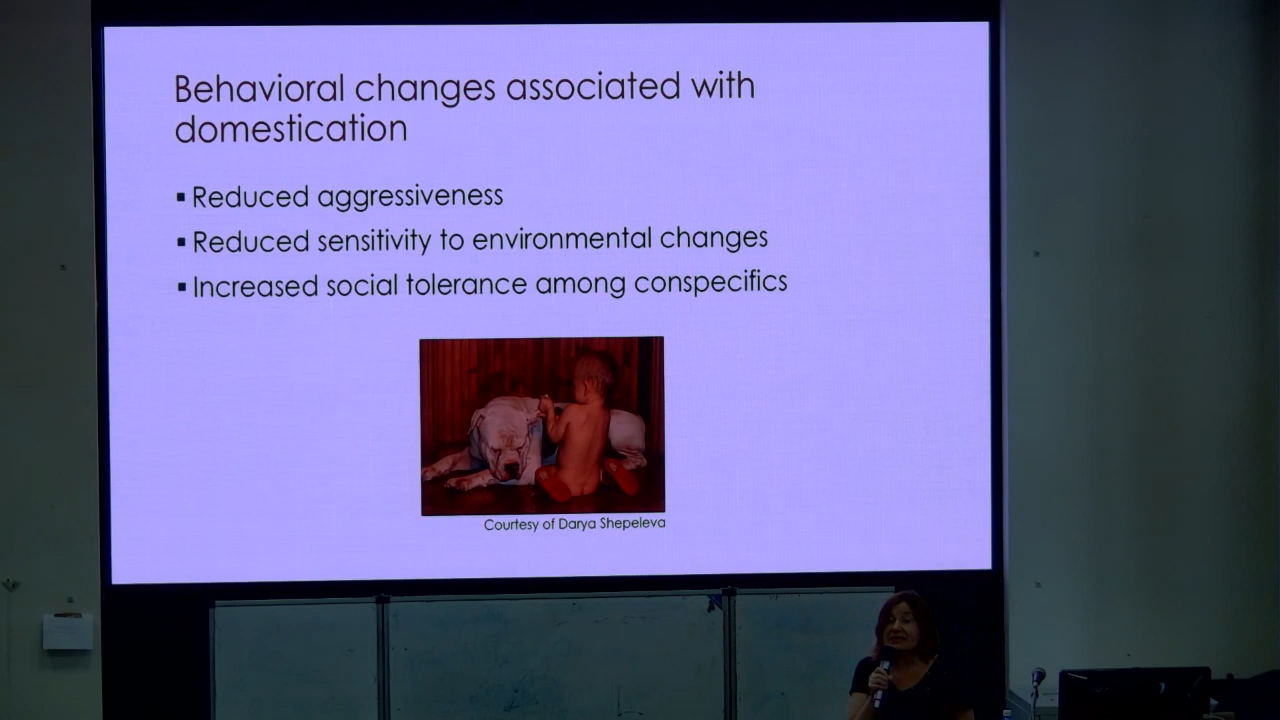 Behavioral changes associated with
domestication
▪ Reduced aggressiveness
▪ Reduced sensitivity to environmental changes
▪ Increased social tolerance among conspecifics
Courtesy of Darya Shepeleva